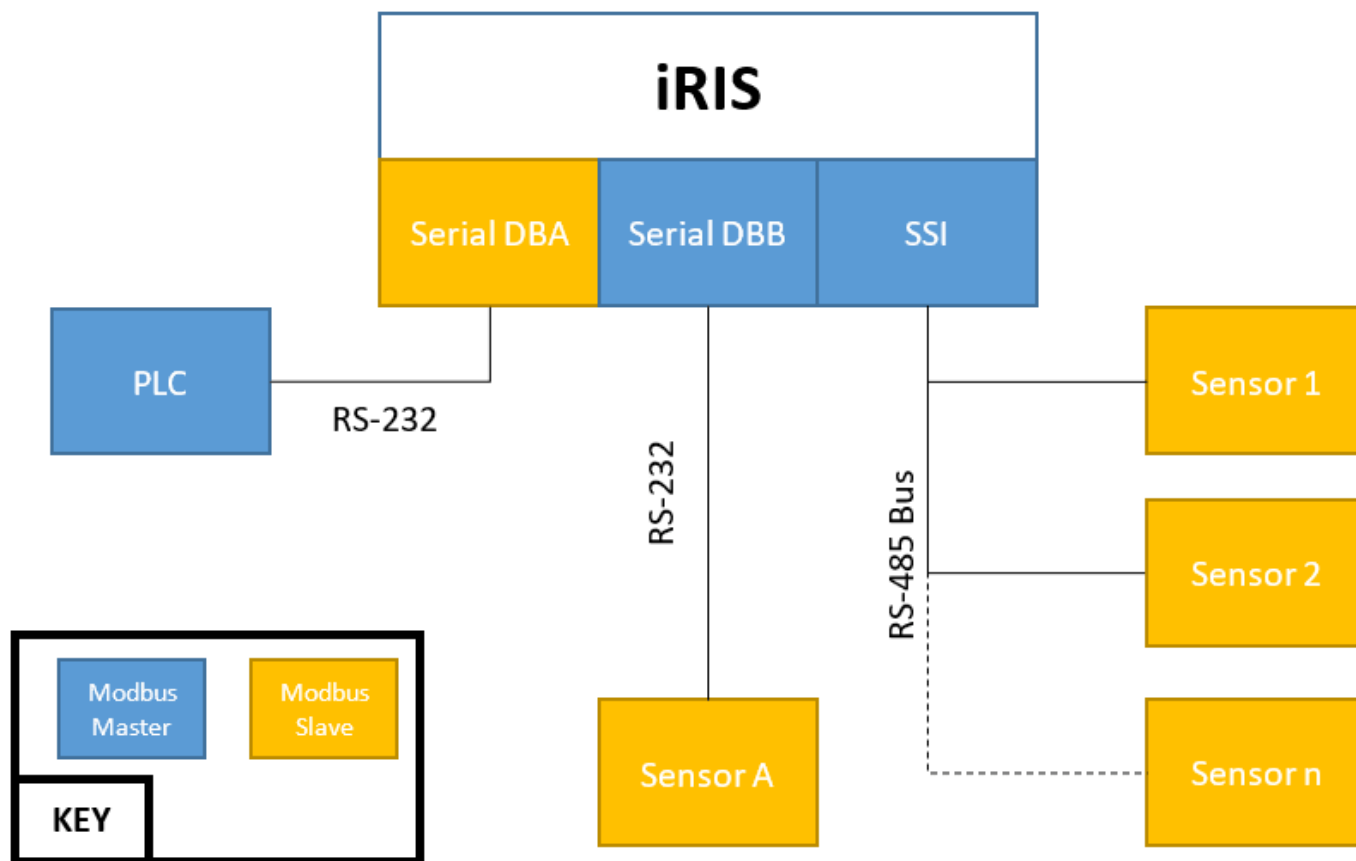 iRIS
Serial DBA
Serial DBB
SSI
PLC
RS-232
RS-232
RS-485 Bus
Sensor 1
Sensor 2
Sensor n
Sensor A
Modbus
Master
Modbus
Slave
KEY